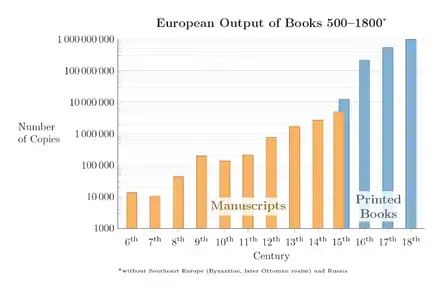 European Output of Books 500–1800*
1 000 000 000
100 000 000
10 000 000
1 000 000
100 000
10 000
1000
Number
of Copies
Manuscripts
Printed
Books
6th 7th 8th 9th 10th 11th 12th 13th 14th 15th 16th 17th 18th
Century
*without Southeast Europe (Byzantine, later Ottoman realm) and Russia